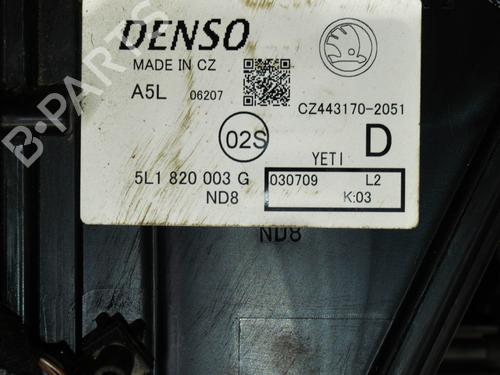 DENSO
MADE IN CZ
A5L 06207
CZ443170-2051
02S
YETI D
5L1 820 003 G
ND8
030709 L2
K:03
ND8
B-PARTS